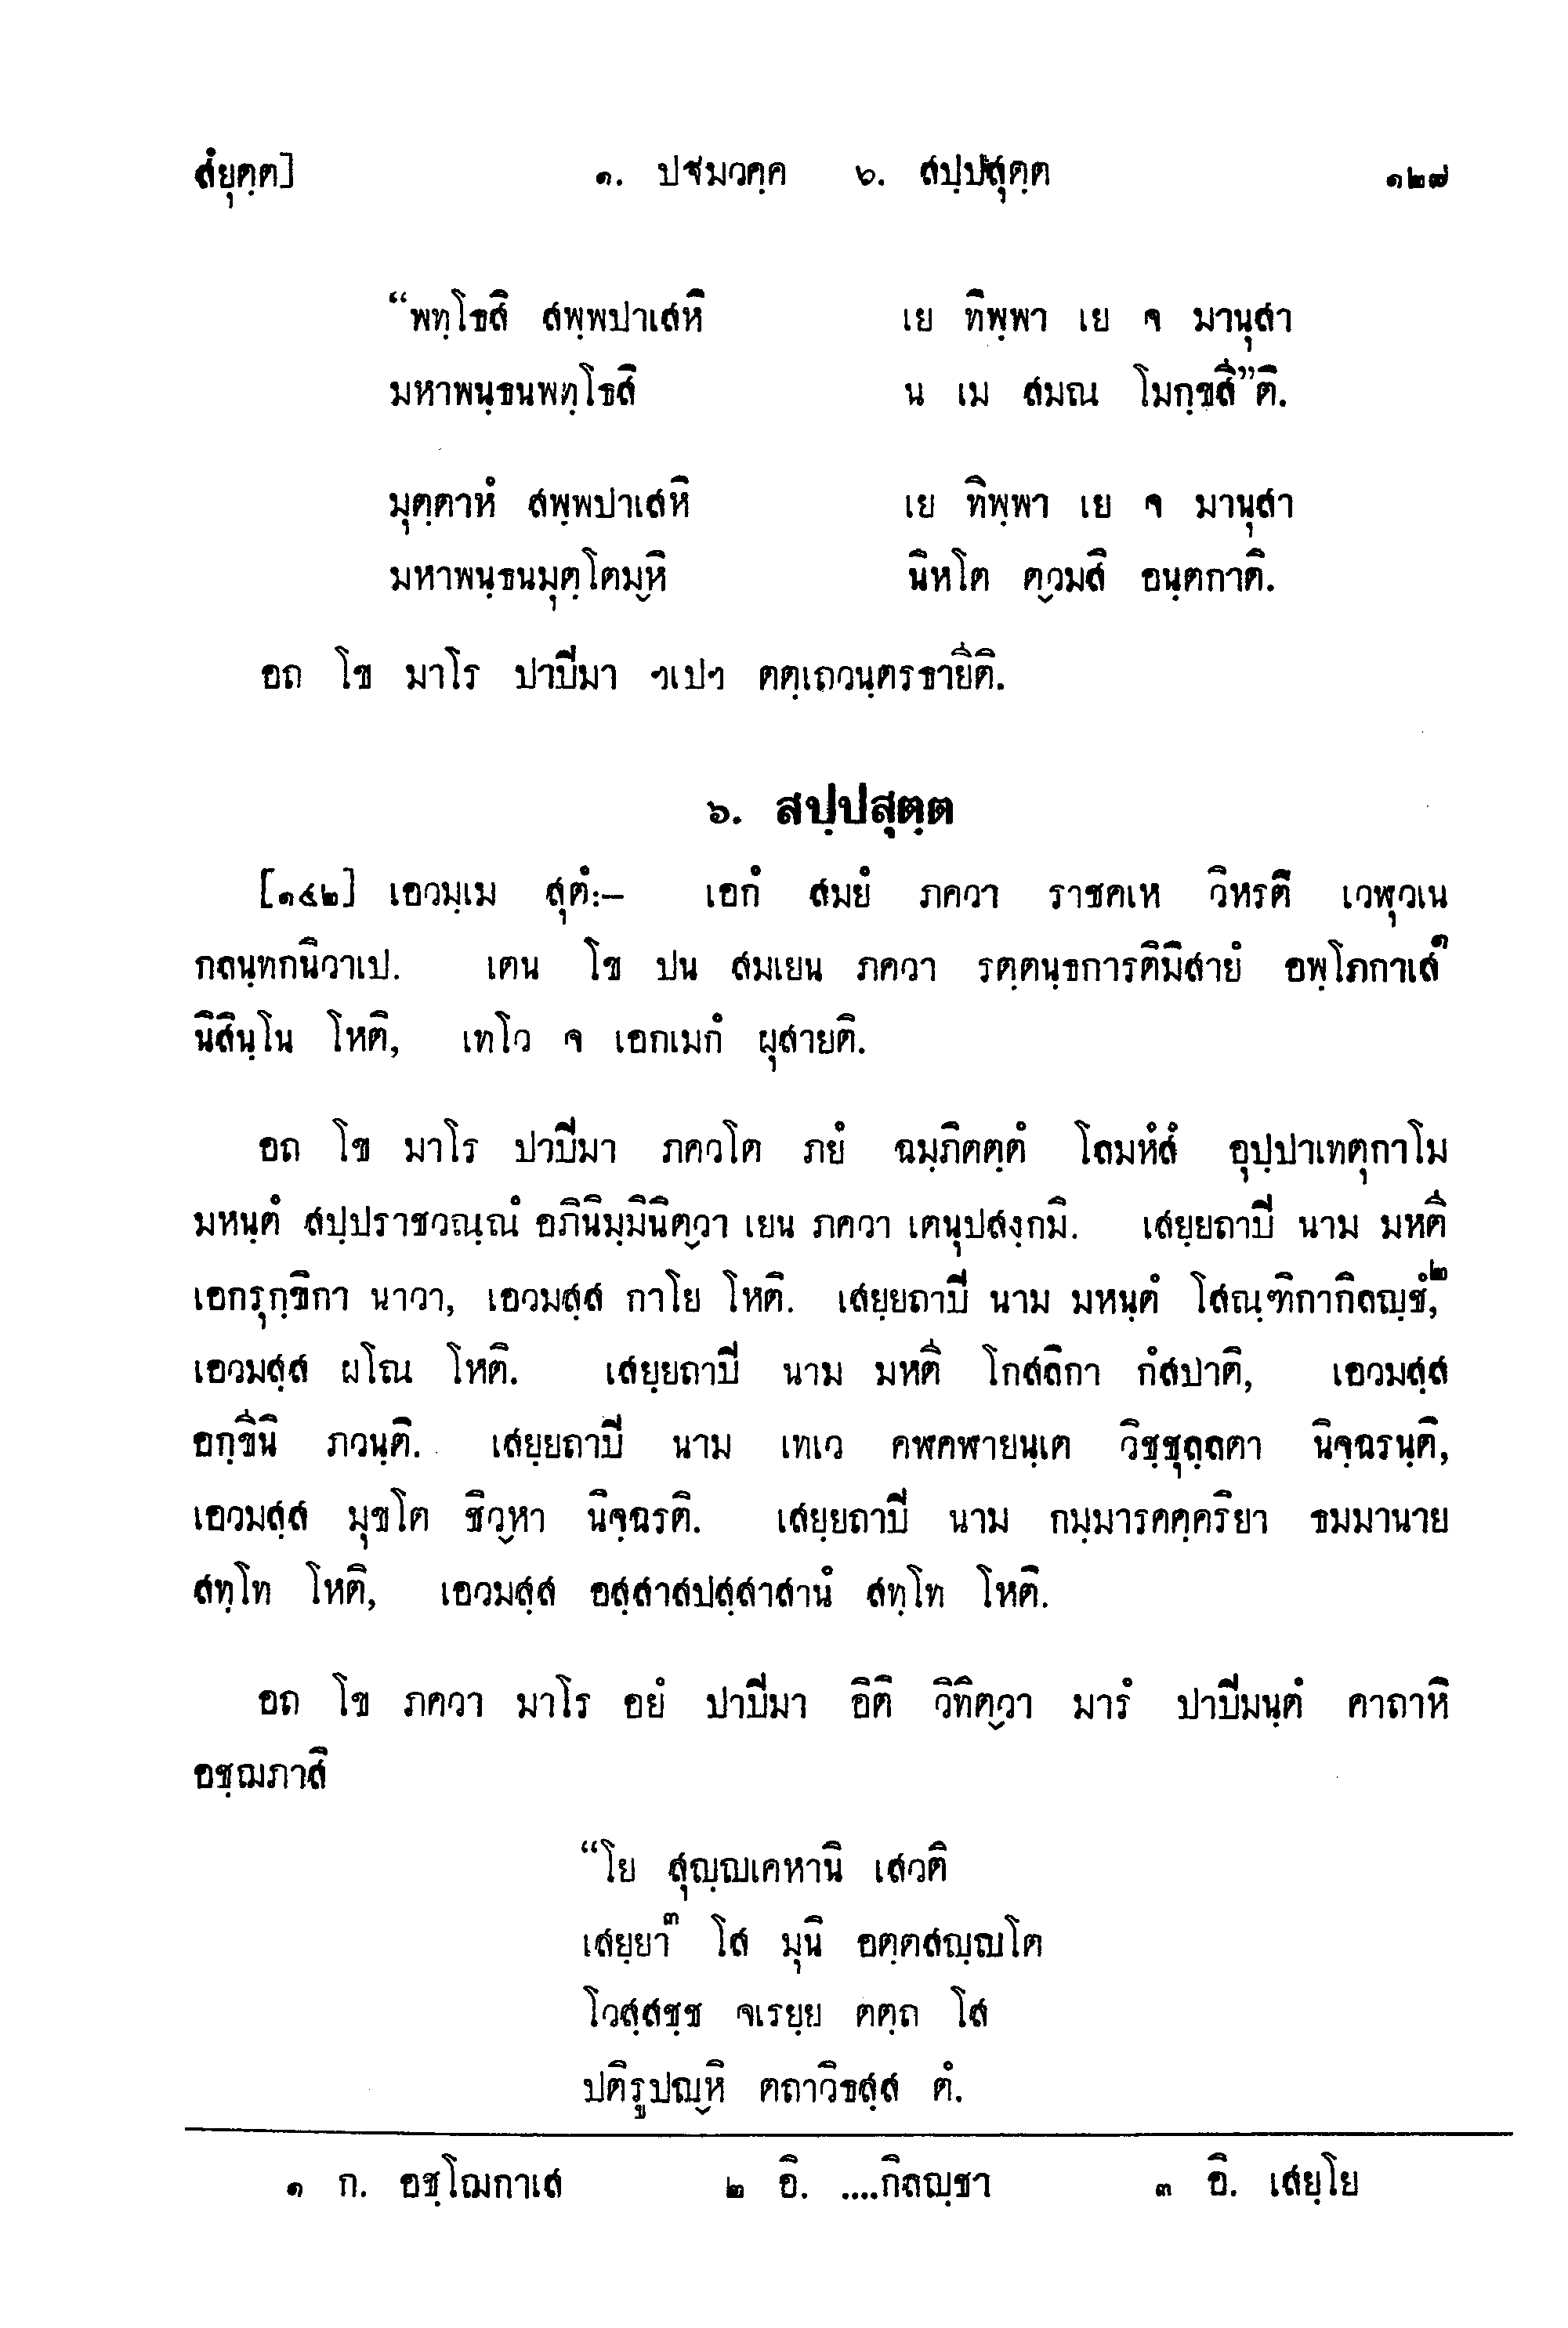 สํยุตฺต]	๑. ปฐมวคฺค ๖. สปฺปสุตฺต	๑๒๗
“พทฺโธสิ สพฺพปาเสหิ	เย ทิพฺพา เย จ มานุสา
มหาพนฺธนพทฺโธสิ	น เม สมณ โมกฺขสี”ติ.
มุตฺตาหํ สพฺพปาเสหิ	เย ทิพฺพา เย จ มานุสา
มหาพนฺธนมุตฺโตมฺหิ	นิหโต ตฺวมสิ อนฺตกาติ.
อถ โข มาโร ปาปิมา ฯเปฯ ตตฺเถวนฺตรธายีติ.
๖. สปฺปสุตฺต
[๑๔๒] เอวมฺเม สุตํ:– เอกํ สมยํ ภควา ราชคเห วิหรติ เวฬุวเน
กลนฺทกนิวาเป. เตน โข ปน สมเยน ภควา รตฺตนฺธการติมิสายํ อพฺโภกาเส๑
นิสินฺโน โหติ, เทโว จ เอกเมกํ ผุสายติ.
อถ โข มาโร ปาปิมา ภควโต ภยํ ฉมฺภิตตฺตํ โลมหํสํ อุปฺปาเทตุกาโม
มหนฺตํ สปฺปราชวณฺณํ อภินิมฺมินิตฺวา เยน ภควา เตนุปสงฺกมิ. เสยฺยถาปิ นาม มหตี
เอกรุกฺขิกา นาวา, เอวมสฺส กาโย โหติ. เสยฺยถาปิ นาม มหนฺตํ โสณฺฑิกากิลญฺชํ,๒
เอวมสฺส ผโณ โหติ. เสยฺยถาปิ นาม มหตี โกสลิกา กํสปาติ, เอวมสฺส
อกฺขีนิ ภวนฺติ. เสยฺยถาปิ นาม เทเว คฬคฬายนฺเต วิชฺชุลฺลตา นิจฺฉรนฺติ,
เอวมสฺส มุขโต ชิวฺหา นิจฺฉรติ. เสยฺยถาปิ นาม กมฺมารคคฺคริยา ธมมานาย
สทฺโท โหติ, เอวมสฺส อสฺสาสปสฺสาสานํ สทฺโท โหติ.
อถ โข ภควา มาโร อยํ ปาปิมา อิติ วิทิตฺวา มารํ ปาปิมนฺตํ คาถาหิ
อชฺฌภาสิ
“โย สุญฺญเคหานิ เสวติ
เสยฺยา๓ โส มุนิ อตฺตสญฺญโต
โวสฺสชฺช จเรยฺย ตตฺถ โส
ปติรูปญฺหิ ตถาวิธสฺส ตํ.
๑ ก. อชฺโฌกาเส	๒ อิ. ....กิลญฺชา	๓ อิ. เสยฺโย